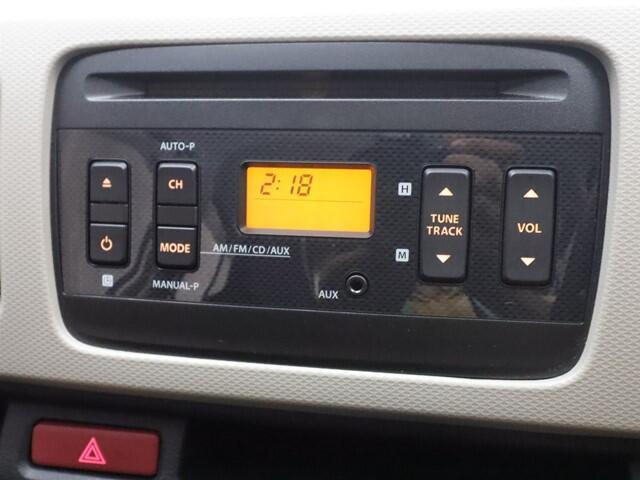 AUTO-P
CH
MODE
AM/FM/CD/AUX
MANUAL-P
2:18
AUX
H
TUNE
TRACK
M
VOL